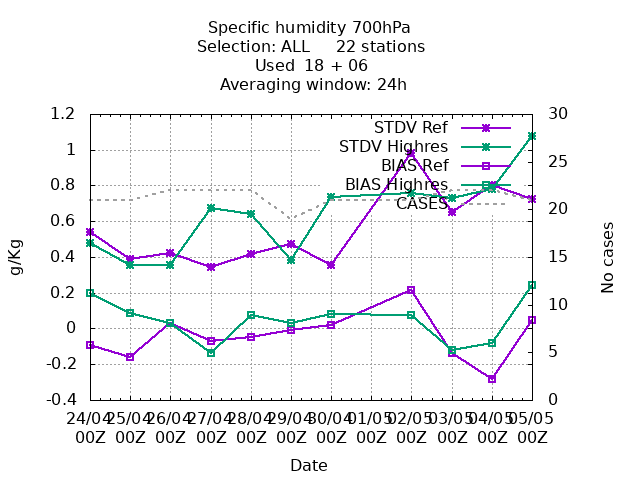 Specific humidity 700hPa
Selection: ALL     22 stations
Used  18 + 06
Averaging window: 24h
STDV Ref
STDV Highres
BIAS Ref
BIAS Highres
CASES
1.2
1
0.8
0.6
0.4
0.2
0
-0.2
-0.4
g/Kg
30
25
20
15
10
5
0
No cases
24/04 25/04 26/04 27/04 28/04 29/04 30/04 01/05 02/05 03/05 04/05 05/05
00Z 00Z 00Z 00Z 00Z 00Z 00Z 00Z 00Z 00Z 00Z 00Z
Date